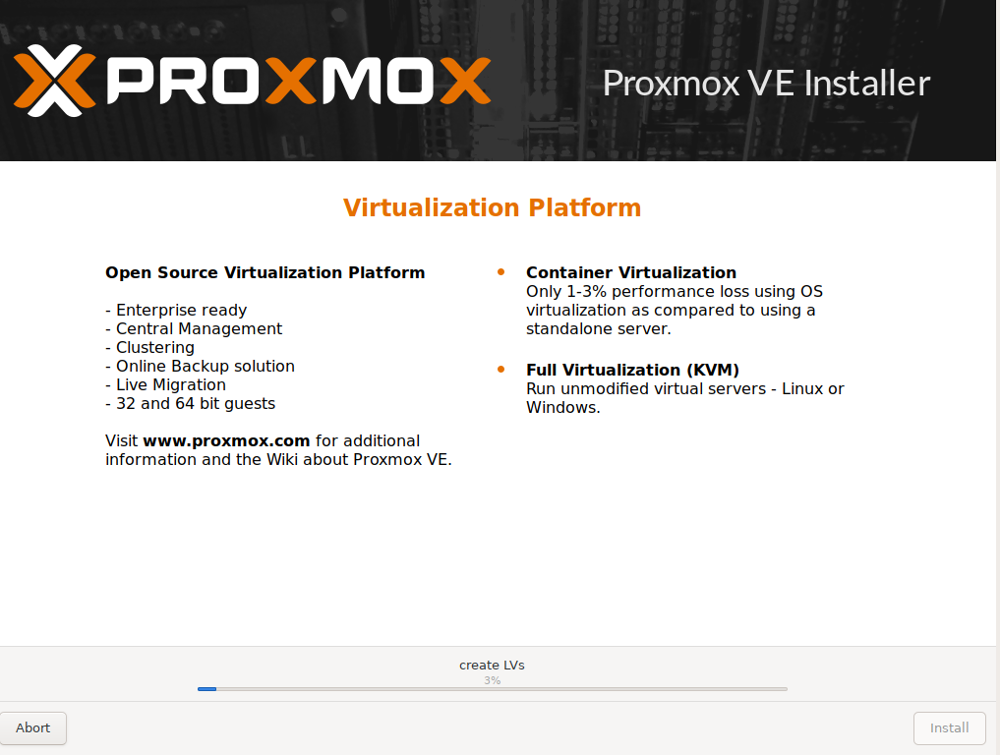 PROXMOX
Proxmox VE Installer
Virtualization Platform
Open Source Virtualization Platform
- Enterprise ready
- Central Management
- Clustering
- Online Backup solution
- Live Migration
- 32 and 64 bit guests
Visit www.proxmox.com for additional
information and the Wiki about Proxmox VE.
Container Virtualization
Only 1-3% performance loss using OS
virtualization as compared to using a
standalone server.
Full Virtualization (KVM)
Run unmodified virtual servers - Linux or
Windows.
create LVs
3%
Abort
Install